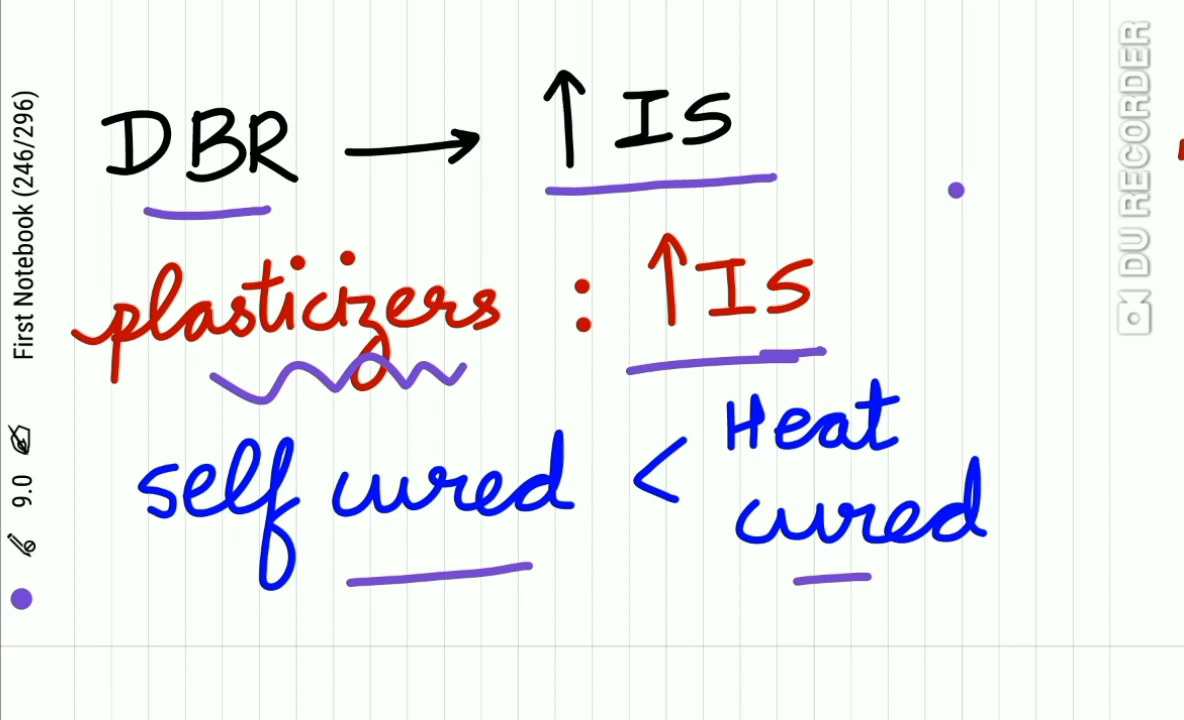 DBR → ↑ IS
plasticizers : ↑ IS
self cured < Heat cured
First Notebook (246/296)
9.0
DU RECORDER